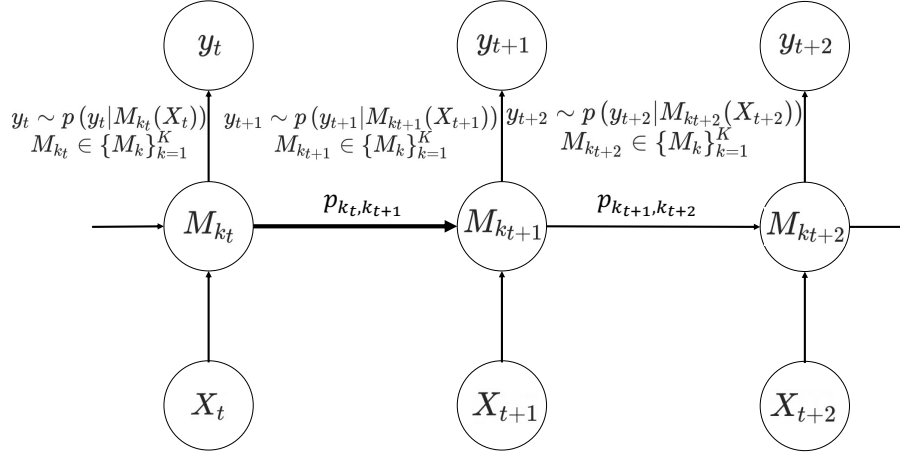 y_t y_{t+1} y_{t+2}
y_t ∼ p (y_t|M_{k_t}(X_t)) y_{t+1} ∼ p (y_{t+1}|M_{k_{t+1}}(X_{t+1})) y_{t+2} ∼ p (y_{t+2}|M_{k_{t+2}}(X_{t+2}))
M_{k_t} ∈ {M_k}_{k=1}^K M_{k_{t+1}} ∈ {M_k}_{k=1}^K M_{k_{t+2}} ∈ {M_k}_{k=1}^K
p_{k_t,k_{t+1}} p_{k_{t+1},k_{t+2}}
M_{k_t} M_{k_{t+1}} M_{k_{t+2}}
X_t X_{t+1} X_{t+2}